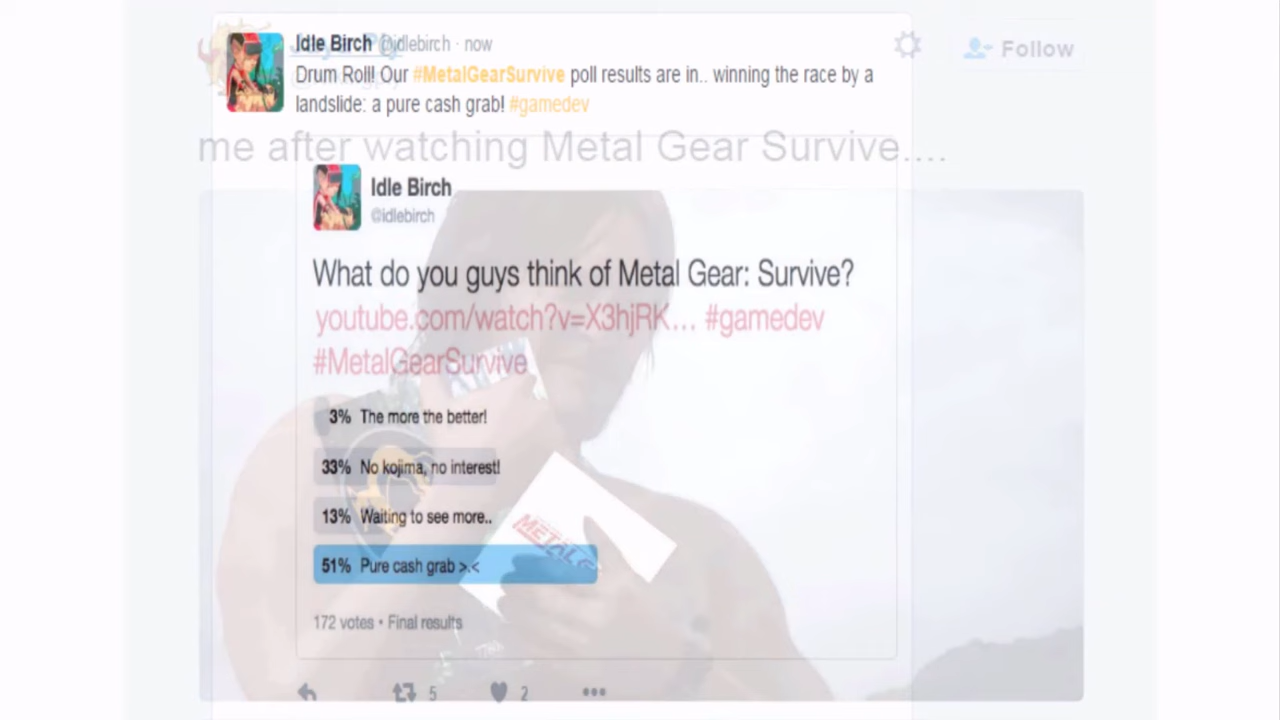 Idle Birch @idlebirch · now
Follow
Drum Roll! Our #MetalGearSurvive poll results are in.. winning the race by a
landslide: a pure cash grab! #gamedev
me after watching Metal Gear Survive....
Idle Birch
@idlebirch
What do you guys think of Metal Gear: Survive?
youtube.com/watch?v=X3hjRK... #gamedev
#MetalGearSurvive
3% The more the better!
33% No kojima, no interest!
13% Waiting to see more..
METAL G
51% Pure cash grab >.<
172 votes • Final results
5 2